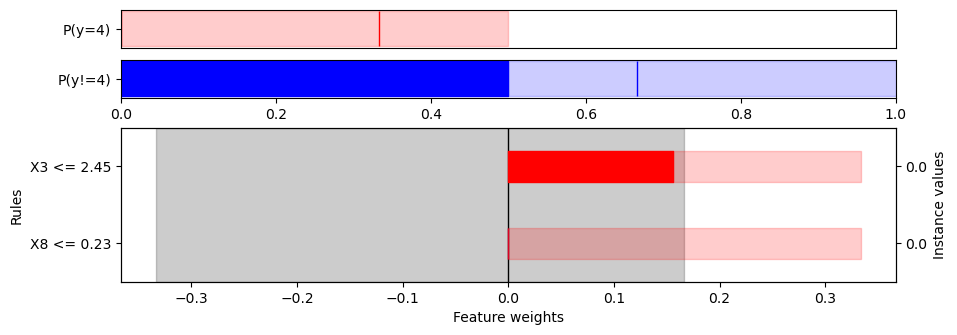 P(y=4)
P(y!=4)
0.0 0.2 0.4 0.6 0.8 1.0
X3 <= 2.45 0.0
X8 <= 0.23 0.0
Rules
Instance values
−0.3 −0.2 −0.1 0.0 0.1 0.2 0.3
Feature weights